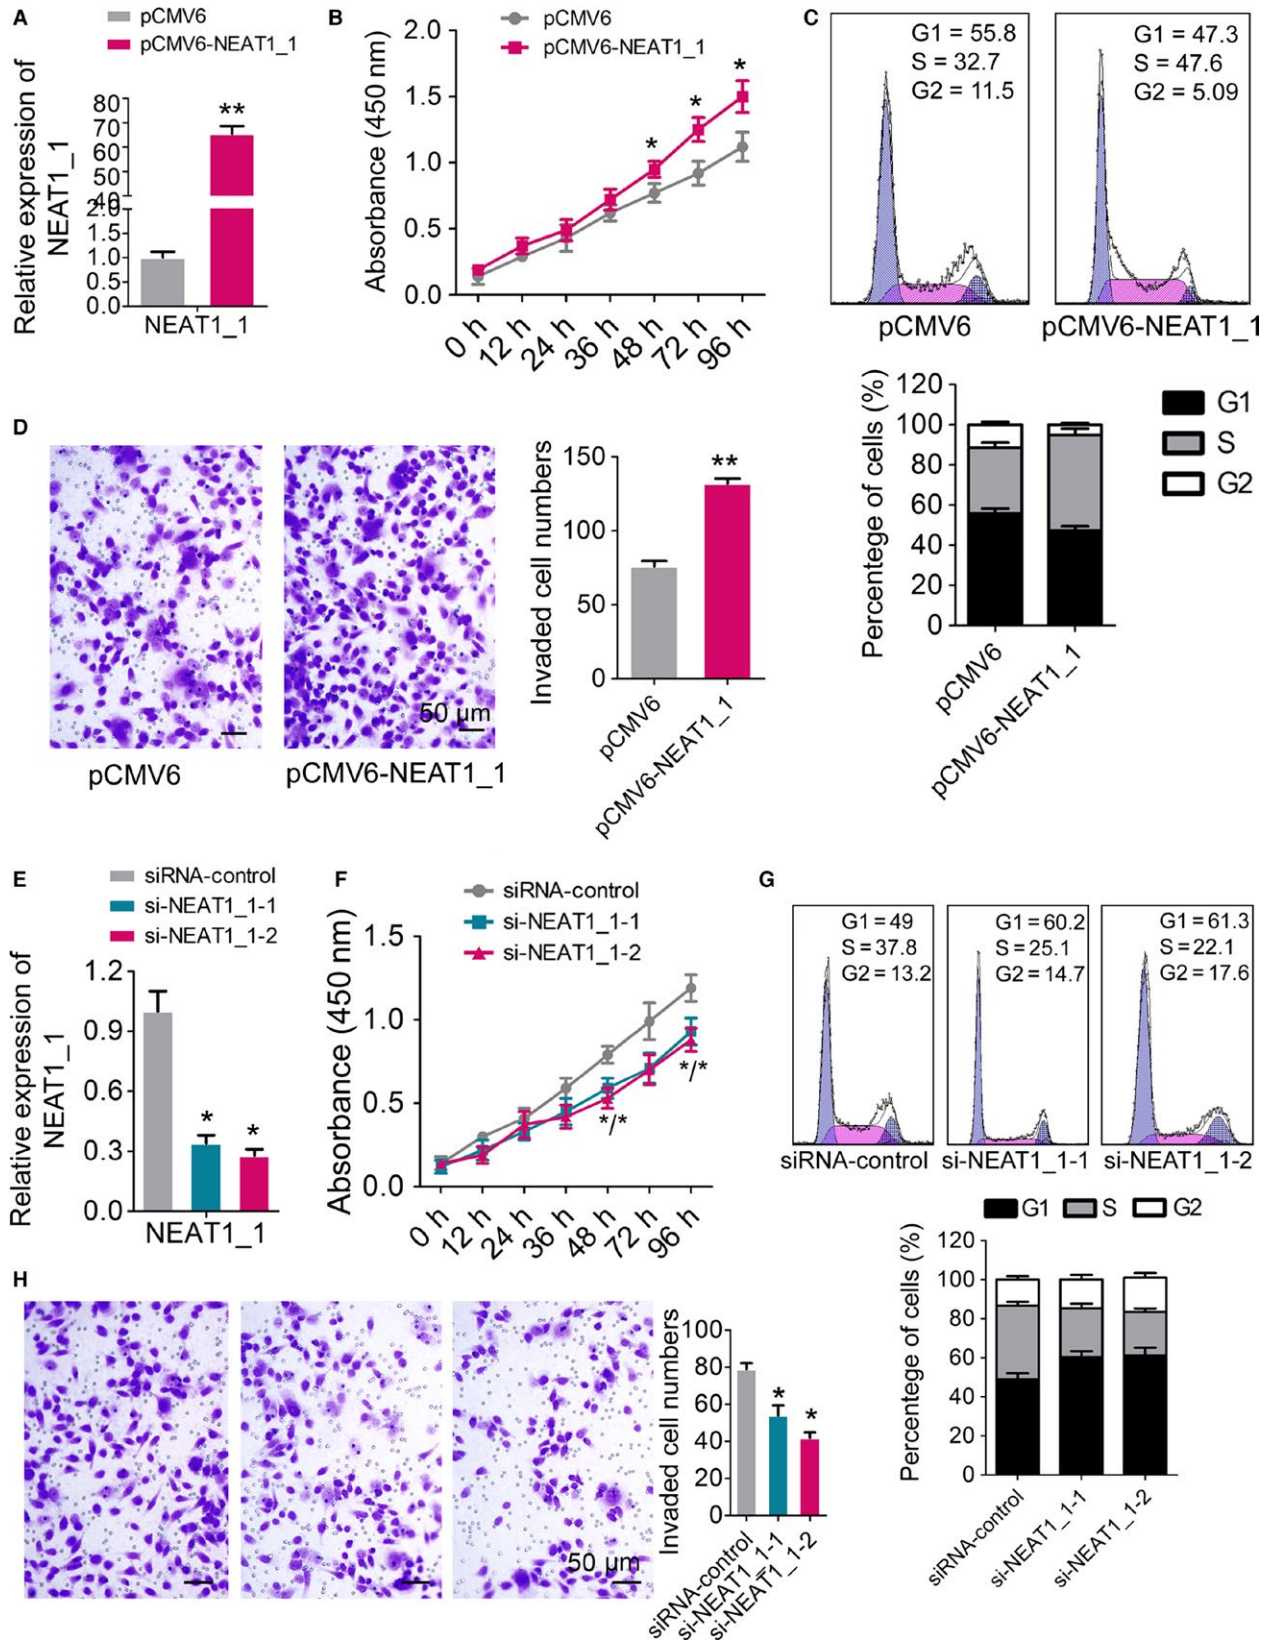 A
pCMV6
pCMV6-NEAT1_1
Relative expression of
NEAT1_1
80
70
60
50
40
2.0
1.5
1.0
0.5
0.0
**
NEAT1_1
B
pCMV6
pCMV6-NEAT1_1
Absorbance (450 nm)
2.0
1.5
1.0
0.5
0.0
* * *
0 h 12 h 24 h 36 h 48 h 72 h 96 h
C
G1 = 55.8
S = 32.7
G2 = 11.5
pCMV6
G1 = 47.3
S = 47.6
G2 = 5.09
pCMV6-NEAT1_1
Percentege of cells (%)
120
100
80
60
40
20
0
pCMV6
pCMV6-NEAT1_1
G1
S
G2
D
50 µm
pCMV6
pCMV6-NEAT1_1
Invaded cell numbers
150
100
50
0
**
pCMV6
pCMV6-NEAT1_1
E
siRNA-control
si-NEAT1_1-1
si-NEAT1_1-2
Relative expression of
NEAT1_1
1.2
0.9
0.6
0.3
0.0
* *
NEAT1_1
F
siRNA-control
si-NEAT1_1-1
si-NEAT1_1-2
Absorbance (450 nm)
1.5
1.0
0.5
0.0
*/* */*
0 h 12 h 24 h 36 h 48 h 72 h 96 h
G
G1 = 49
S = 37.8
G2 = 13.2
siRNA-control
G1 = 60.2
S = 25.1
G2 = 14.7
si-NEAT1_1-1
G1 = 61.3
S = 22.1
G2 = 17.6
si-NEAT1_1-2
G1 S G2
Percentege of cells (%)
120
100
80
60
40
20
0
siRNA-control
si-NEAT1_1-1
si-NEAT1_1-2
H
50 µm
Invaded cell numbers
100
80
60
40
20
0
* *
siRNA-control
si-NEAT1_1-1
si-NEAT1_1-2